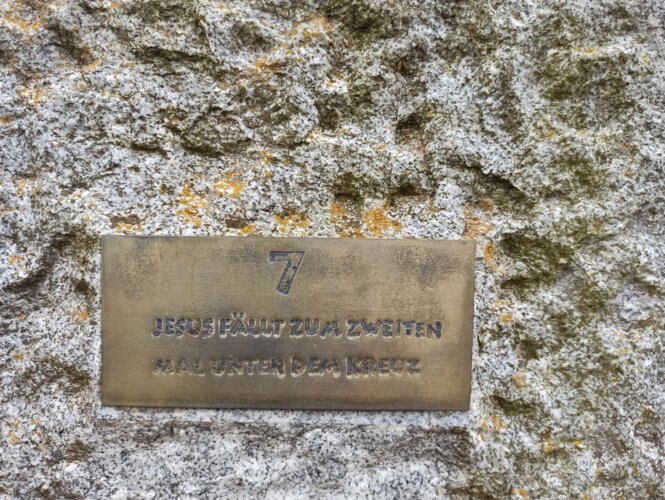 7
JESUS FÄLLT ZUM ZWEITEN
MAL UNTER DEM KREUZ